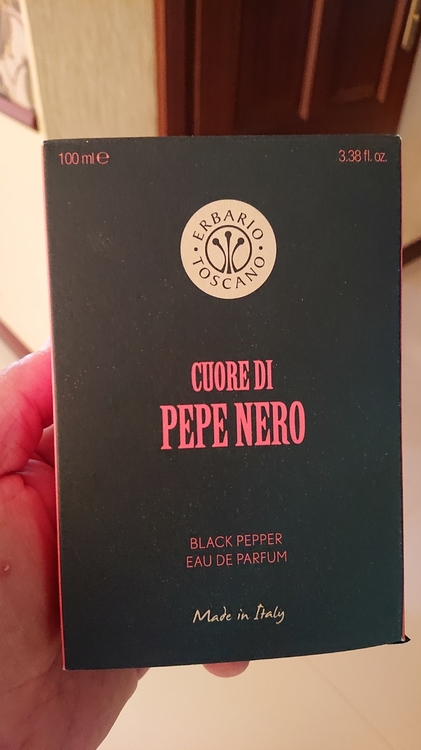 100 ml ℮
3.38 fl. oz.
ERBARIO
TOSCANO
CUORE DI
PEPE NERO
BLACK PEPPER
EAU DE PARFUM
Made in Italy